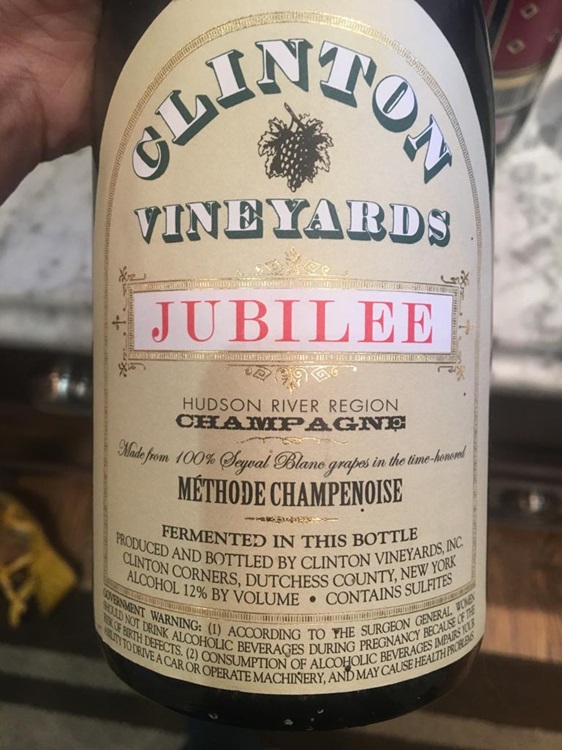 CLINTON
VINEYARDS
JUBILEE
HUDSON RIVER REGION
CHAMPAGNE
Made from 100% Seyval Blanc grapes in the time-honored
MÉTHODE CHAMPENOISE
FERMENTED IN THIS BOTTLE
PRODUCED AND BOTTLED BY CLINTON VINEYARDS, INC.
CLINTON CORNERS, DUTCHESS COUNTY, NEW YORK
ALCOHOL 12% BY VOLUME • CONTAINS SULFITES
GOVERNMENT WARNING: (1) ACCORDING TO THE SURGEON GENERAL, WOMEN
SHOULD NOT DRINK ALCOHOLIC BEVERAGES DURING PREGNANCY BECAUSE OF THE
RISK OF BIRTH DEFECTS. (2) CONSUMPTION OF ALCOHOLIC BEVERAGES IMPAIRS YOUR
ABILITY TO DRIVE A CAR OR OPERATE MACHINERY, AND MAY CAUSE HEALTH PROBLEMS